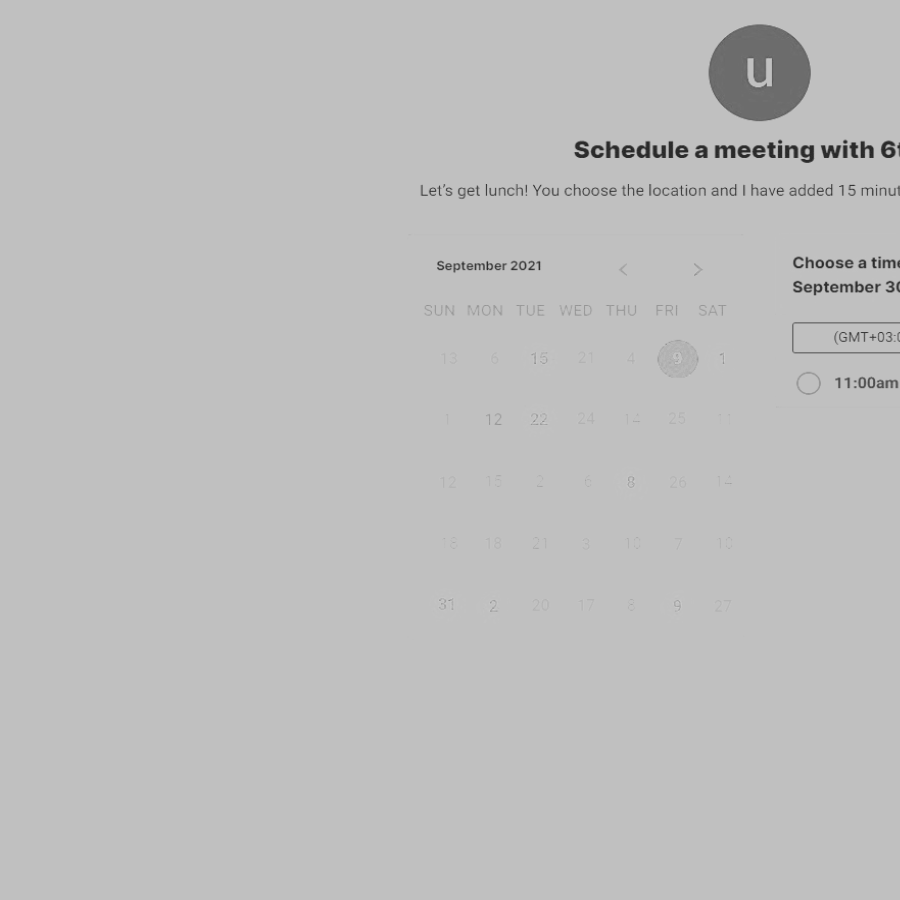 u
Schedule a meeting with 6t
Let's get lunch! You choose the location and I have added 15 minut
September 2021
SUN MON TUE WED THU FRI SAT
13 6 15 21 4 9 1
1 12 22 24 14 25 11
12 15 2 6 8 26 14
16 18 21 3 10 7 10
31 2 20 17 8 9 27
Choose a time
September 30
(GMT+03:0
11:00am